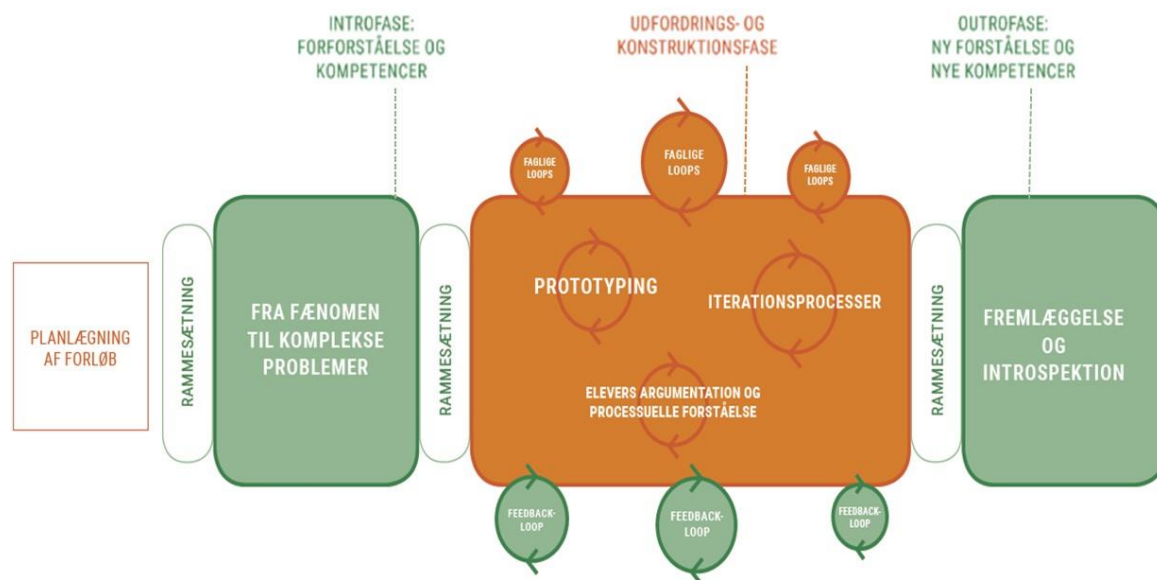 INTROFASE:
FORFORSTÅELSE OG
KOMPETENCER
UDFORDRINGS- OG
KONSTRUKTIONSFASE
OUTROFASE:
NY FORSTÅELSE OG
NYE KOMPETENCER
FAGLIGE
LOOPS
FAGLIGE
LOOPS
FAGLIGE
LOOPS
PLANLÆGNING
AF FORLØB
RAMMESÆTNING
FRA FÆNOMEN
TIL KOMPLEKSE
PROBLEMER
RAMMESÆTNING
PROTOTYPING
ITERATIONSPROCESSER
ELEVERS ARGUMENTATION OG
PROCESSUELLE FORSTÅELSE
RAMMESÆTNING
FREMLÆGGELSE
OG
INTROSPEKTION
FEEDBACK-
LOOP
FEEDBACK-
LOOP
FEEDBACK-
LOOP